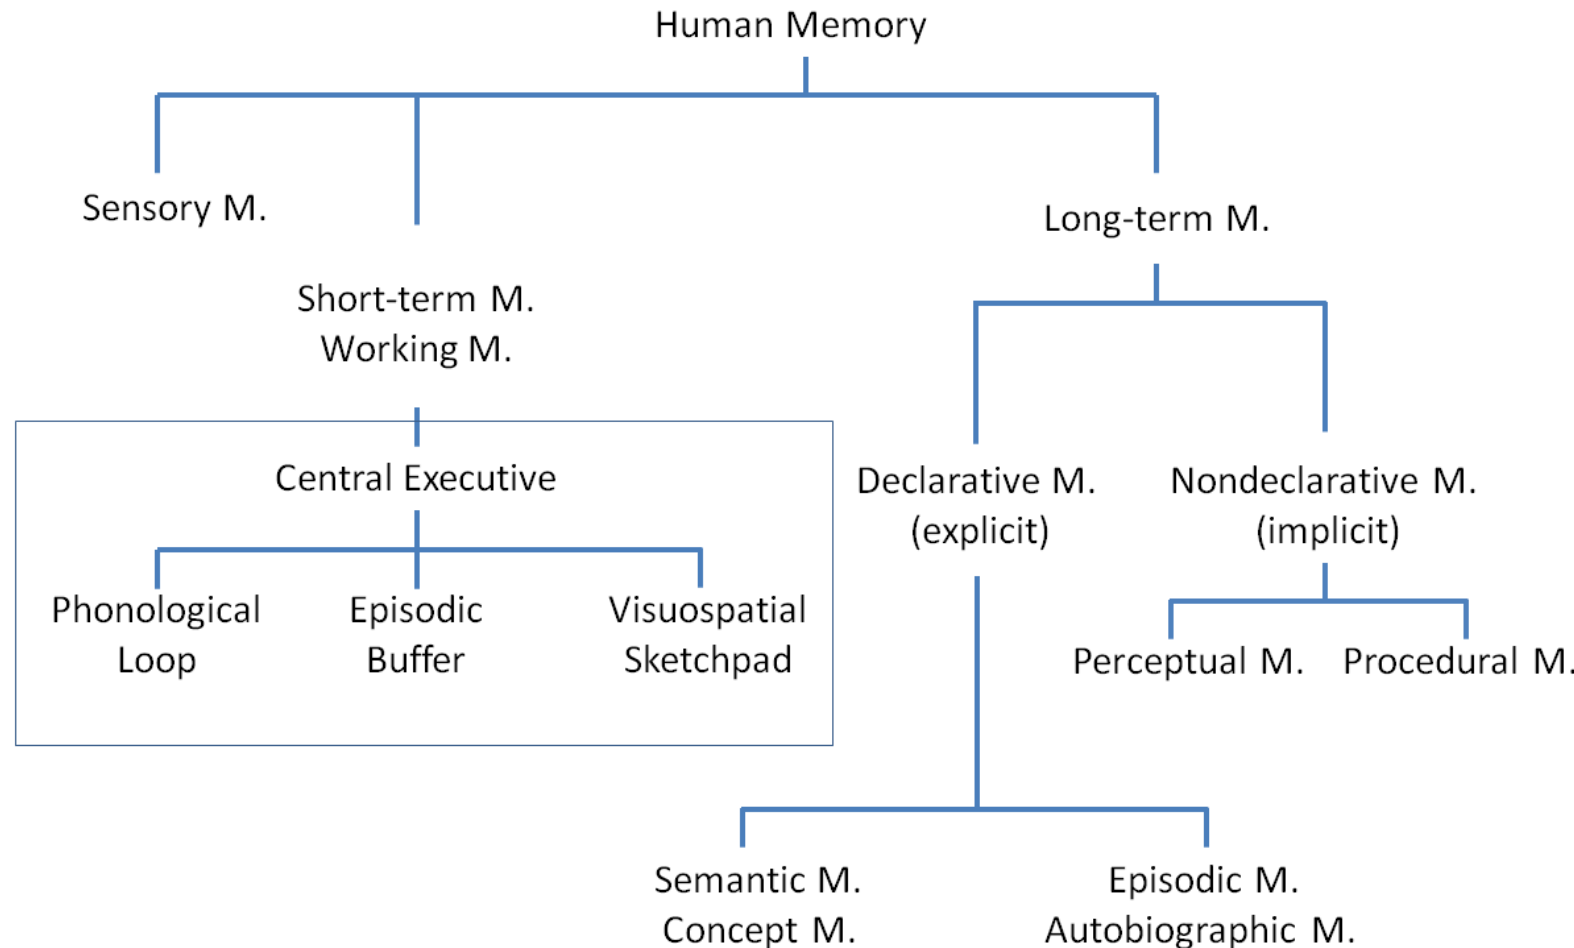 Human Memory
Sensory M.
Long-term M.
Short-term M.
Working M.
Central Executive
Phonological
Loop
Episodic
Buffer
Visuospatial
Sketchpad
Declarative M.
(explicit)
Nondeclarative M.
(implicit)
Perceptual M.
Procedural M.
Semantic M.
Concept M.
Episodic M.
Autobiographic M.